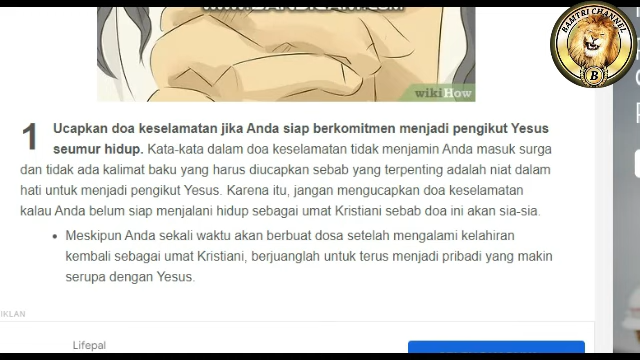 BAMTRI CHANNEL
B
wikiHow
1 Ucapkan doa keselamatan jika Anda siap berkomitmen menjadi pengikut Yesus
seumur hidup. Kata-kata dalam doa keselamatan tidak menjamin Anda masuk surga
dan tidak ada kalimat baku yang harus diucapkan sebab yang terpenting adalah niat dalam
hati untuk menjadi pengikut Yesus. Karena itu, jangan mengucapkan doa keselamatan
kalau Anda belum siap menjalani hidup sebagai umat Kristiani sebab doa ini akan sia-sia.
• Meskipun Anda sekali waktu akan berbuat dosa setelah mengalami kelahiran
kembali sebagai umat Kristiani, berjuanglah untuk terus menjadi pribadi yang makin
serupa dengan Yesus.
IKLAN
Lifepal